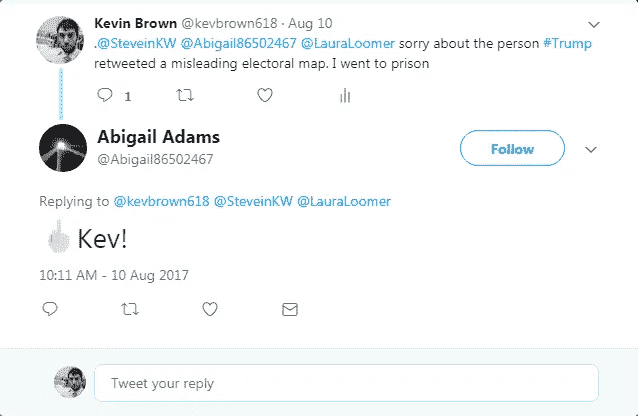 Kevin Brown @kevbrown618 · Aug 10
.@SteveinKW @Abigail86502467 @LauraLoomer sorry about the person #Trump
retweeted a misleading electoral map. I went to prison
1
Abigail Adams
@Abigail86502467
Follow
Replying to @kevbrown618 @SteveinKW @LauraLoomer
🖕 Kev!
10:11 AM - 10 Aug 2017
Tweet your reply